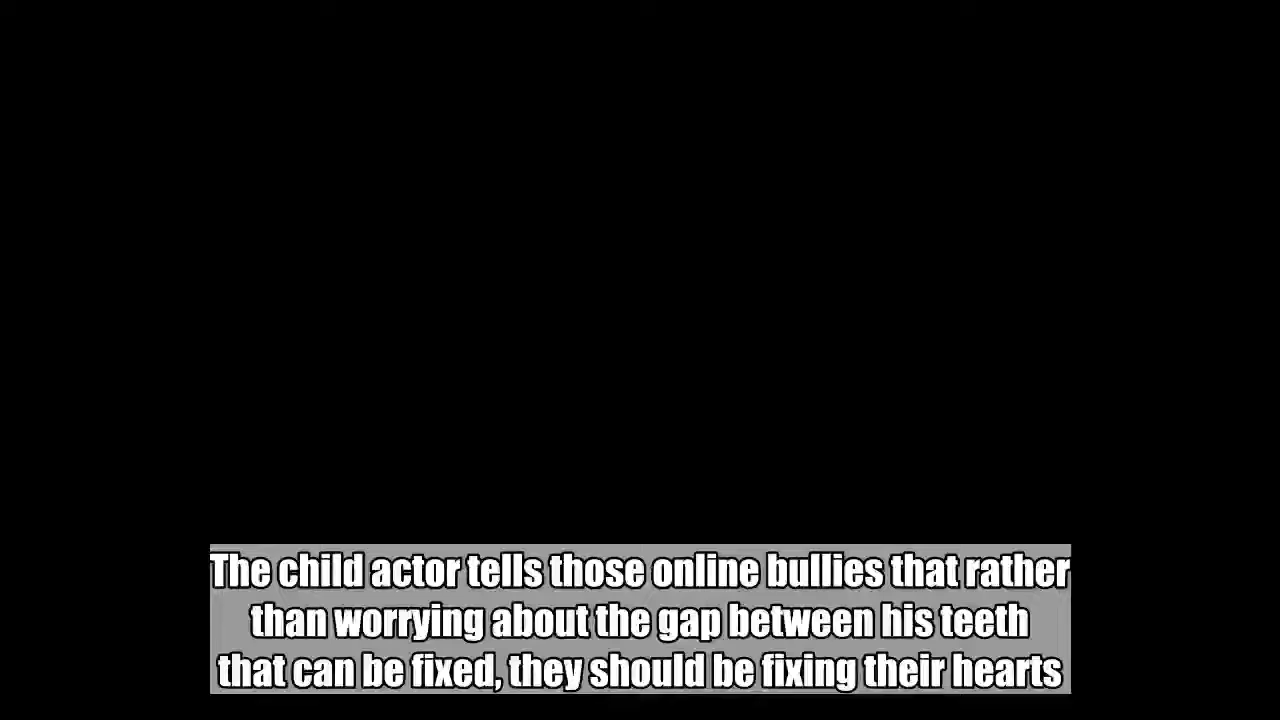 The child actor tells those online bullies that rather
than worrying about the gap between his teeth
that can be fixed, they should be fixing their hearts